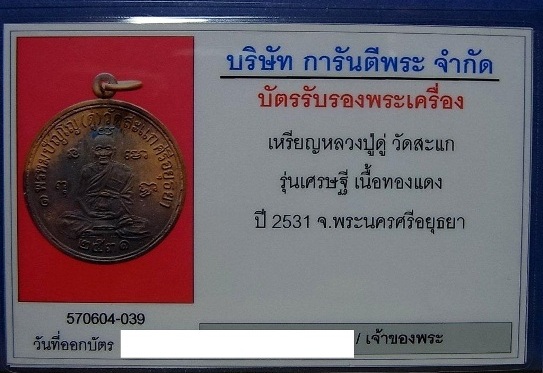 บริษัท การันตีพระ จำกัด
บัตรรับรองพระเครื่อง
เหรียญหลวงปู่ดู่ วัดสะแก
รุ่นเศรษฐี เนื้อทองแดง
ปี 2531 จ.พระนครศรีอยุธยา
๒๕๓๑
570604-039
วันที่ออกบัตร
/ เจ้าของพระ